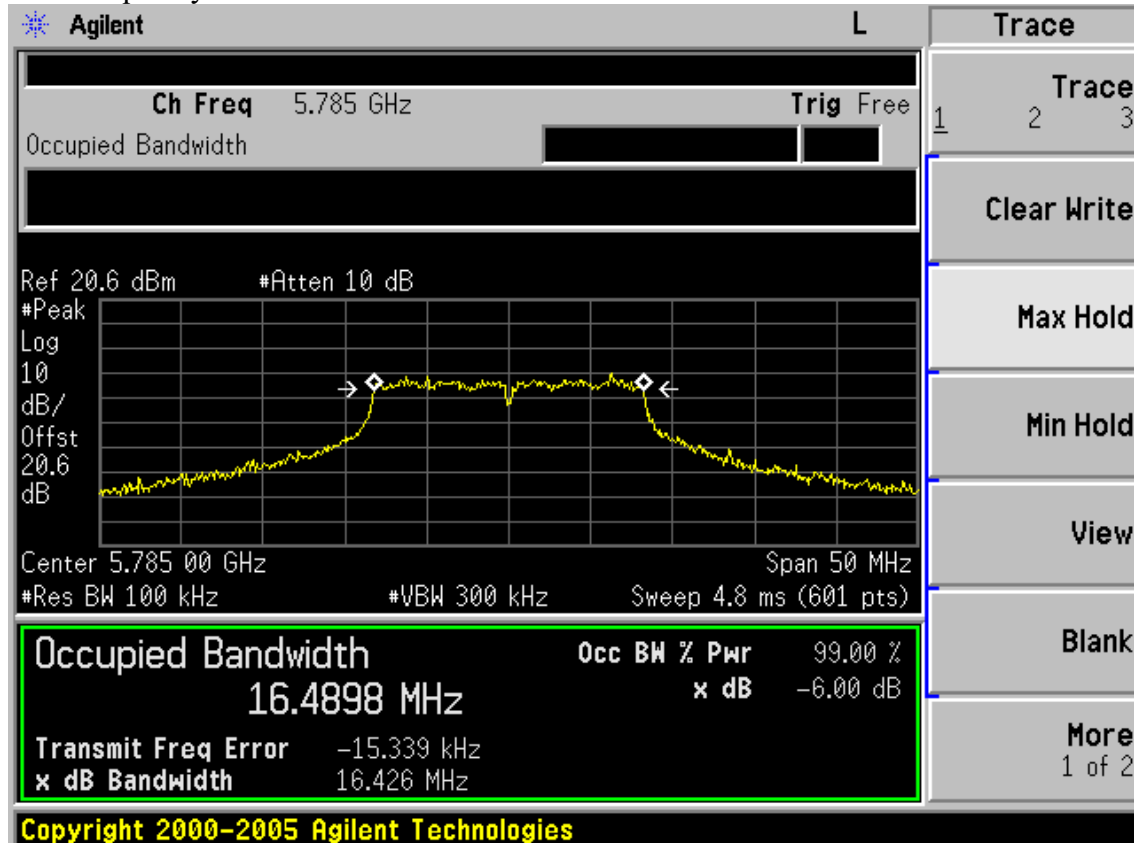 Agilent L Trace
Ch Freq 5.785 GHz Trig Free
Occupied Bandwidth
Trace
1 2 3
Clear Write
Ref 20.6 dBm #Atten 10 dB
#Peak
Log
10
dB/
Offst
20.6
dB
Max Hold
Min Hold
View
Center 5.785 00 GHz Span 50 MHz
#Res BW 100 kHz #VBW 300 kHz Sweep 4.8 ms (601 pts)
Occupied Bandwidth
16.4898 MHz
Occ BW % Pwr 99.00 %
x dB -6.00 dB
Transmit Freq Error -15.339 kHz
x dB Bandwidth 16.426 MHz
Blank
More
1 of 2
Copyright 2000-2005 Agilent Technologies